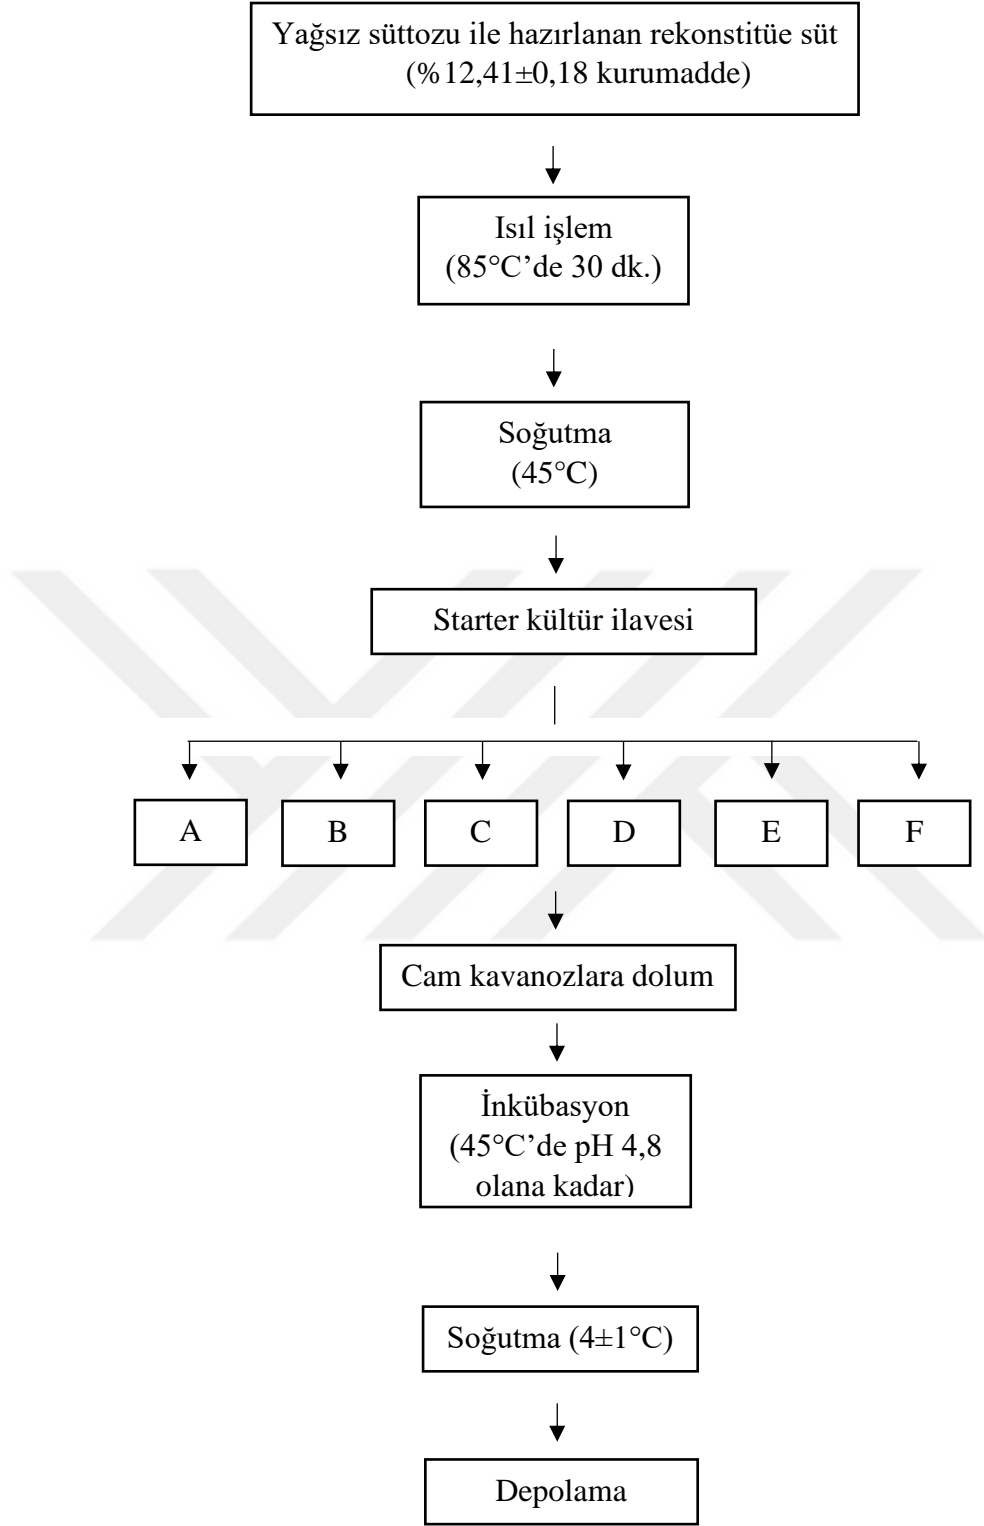 Yağsız süttozu ile hazırlanan rekonstitüe süt
(%12,41±0,18 kurumadde)
Isıl işlem
(85°C’de 30 dk.)
Soğutma
(45°C)
Starter kültür ilavesi
A B C D E F
Cam kavanozlara dolum
İnkübasyon
(45°C’de pH 4,8
olana kadar)
Soğutma (4±1°C)
Depolama